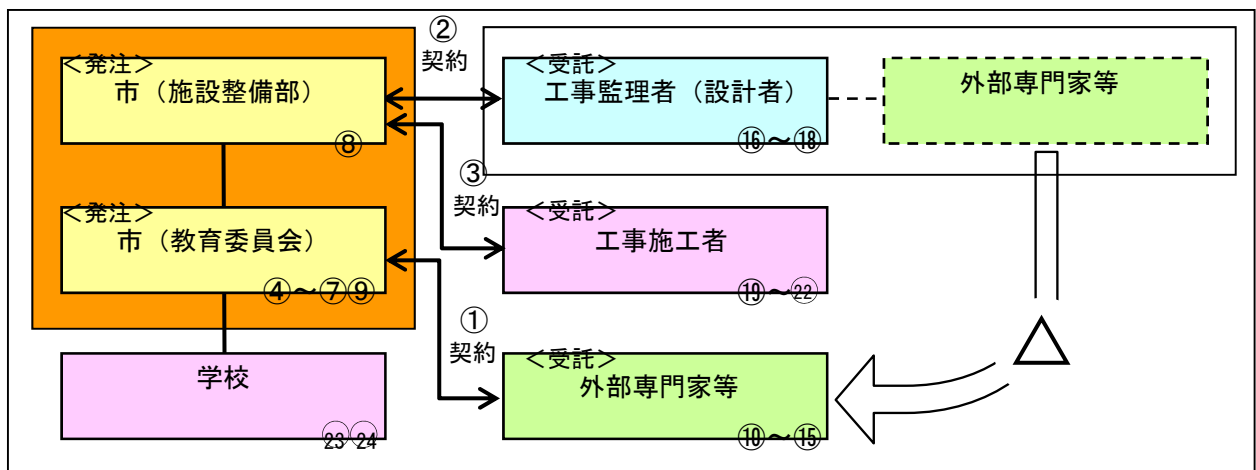 ②
契約
＜発注＞
市（施設整備部）
⑧
＜受託＞
工事監理者（設計者）
⑯～⑱
外部専門家等
③
契約
＜発注＞
市（教育委員会）
④～⑦⑨
＜受託＞
工事施工者
⑲～㉒
①
契約
学校
㉓㉔
＜受託＞
外部専門家等
⑩～⑮